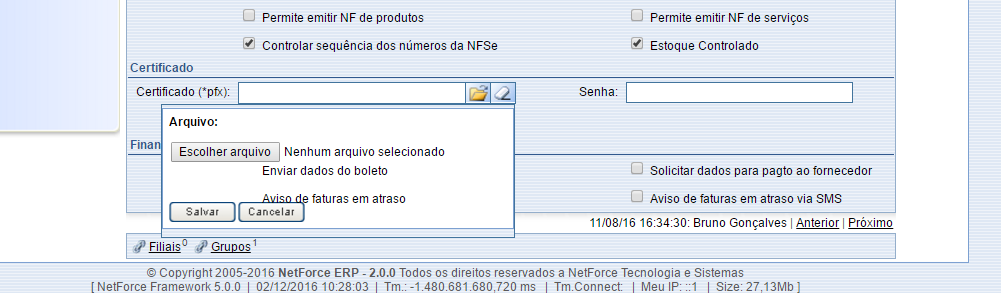 Permite emitir NF de produtos Permite emitir NF de serviços
Controlar sequência dos números da NFSe Estoque Controlado
Certificado
Certificado (*pfx): Senha:
Arquivo:
Finan
Escolher arquivo Nenhum arquivo selecionado
Enviar dados do boleto Solicitar dados para pagto ao fornecedor
Aviso de faturas em atraso Aviso de faturas em atraso via SMS
Salvar Cancelar
11/08/16 16:34:30: Bruno Gonçalves | Anterior | Próximo
Filiais0 Grupos1
© Copyright 2005-2016 NetForce ERP - 2.0.0 Todos os direitos reservados a NetForce Tecnologia e Sistemas
[ NetForce Framework 5.0.0 | 02/12/2016 10:28:03 | Tm.: -1.480.681.680,720 ms | Tm.Connect: | Meu IP: ::1 | Size: 27,13Mb ]